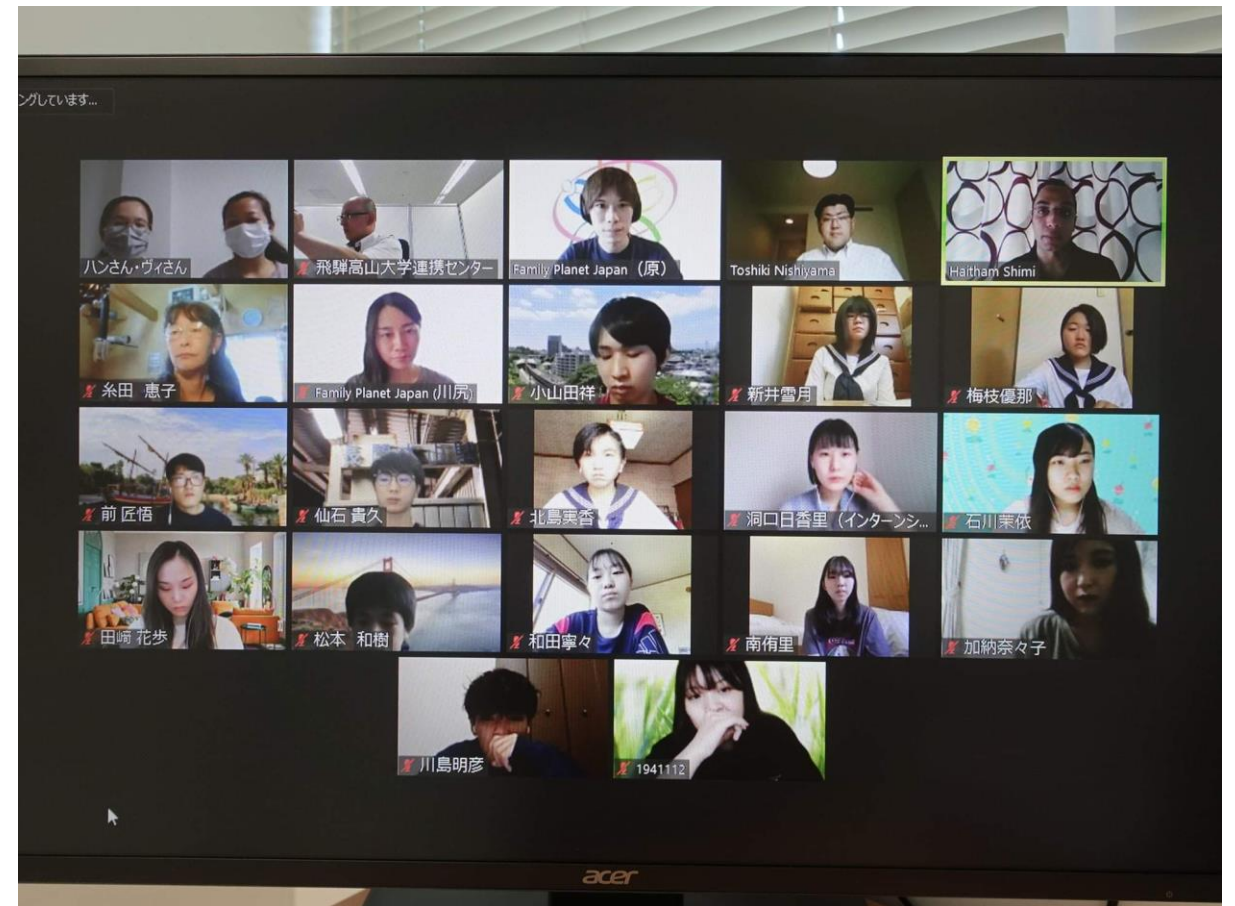 ングしています...
ハンさん・ヴィさん
飛騨高山大学連携センター
Family Planet Japan（原）
Toshiki Nishiyama
Haitham Shimi
糸田 恵子
Family Planet Japan (川尻)
小山田祥
新井雪月
梅枝優那
前 匠悟
仙石 貴久
北島実香
洞口日香里（インターンシ...
石川茉依
田崎 花歩
松本 和樹
和田寧々
南侑里
加納奈々子
川島明彦
1941112
acer